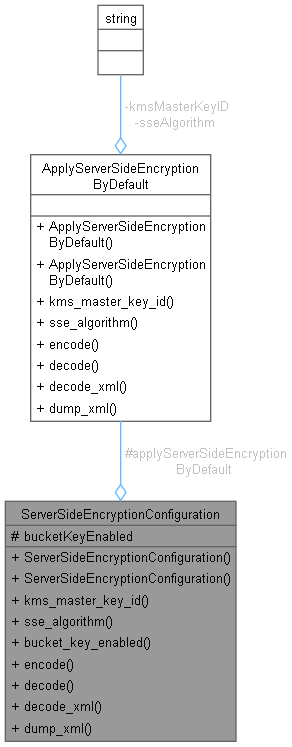 string
-kmsMasterKeyID
-sseAlgorithm
ApplyServerSideEncryption
ByDefault
+ ApplyServerSideEncryption
ByDefault()
+ ApplyServerSideEncryption
ByDefault()
+ kms_master_key_id()
+ sse_algorithm()
+ encode()
+ decode()
+ decode_xml()
+ dump_xml()
#applyServerSideEncryption
ByDefault
ServerSideEncryptionConfiguration
# bucketKeyEnabled
+ ServerSideEncryptionConfiguration()
+ ServerSideEncryptionConfiguration()
+ kms_master_key_id()
+ sse_algorithm()
+ bucket_key_enabled()
+ encode()
+ decode()
+ decode_xml()
+ dump_xml()